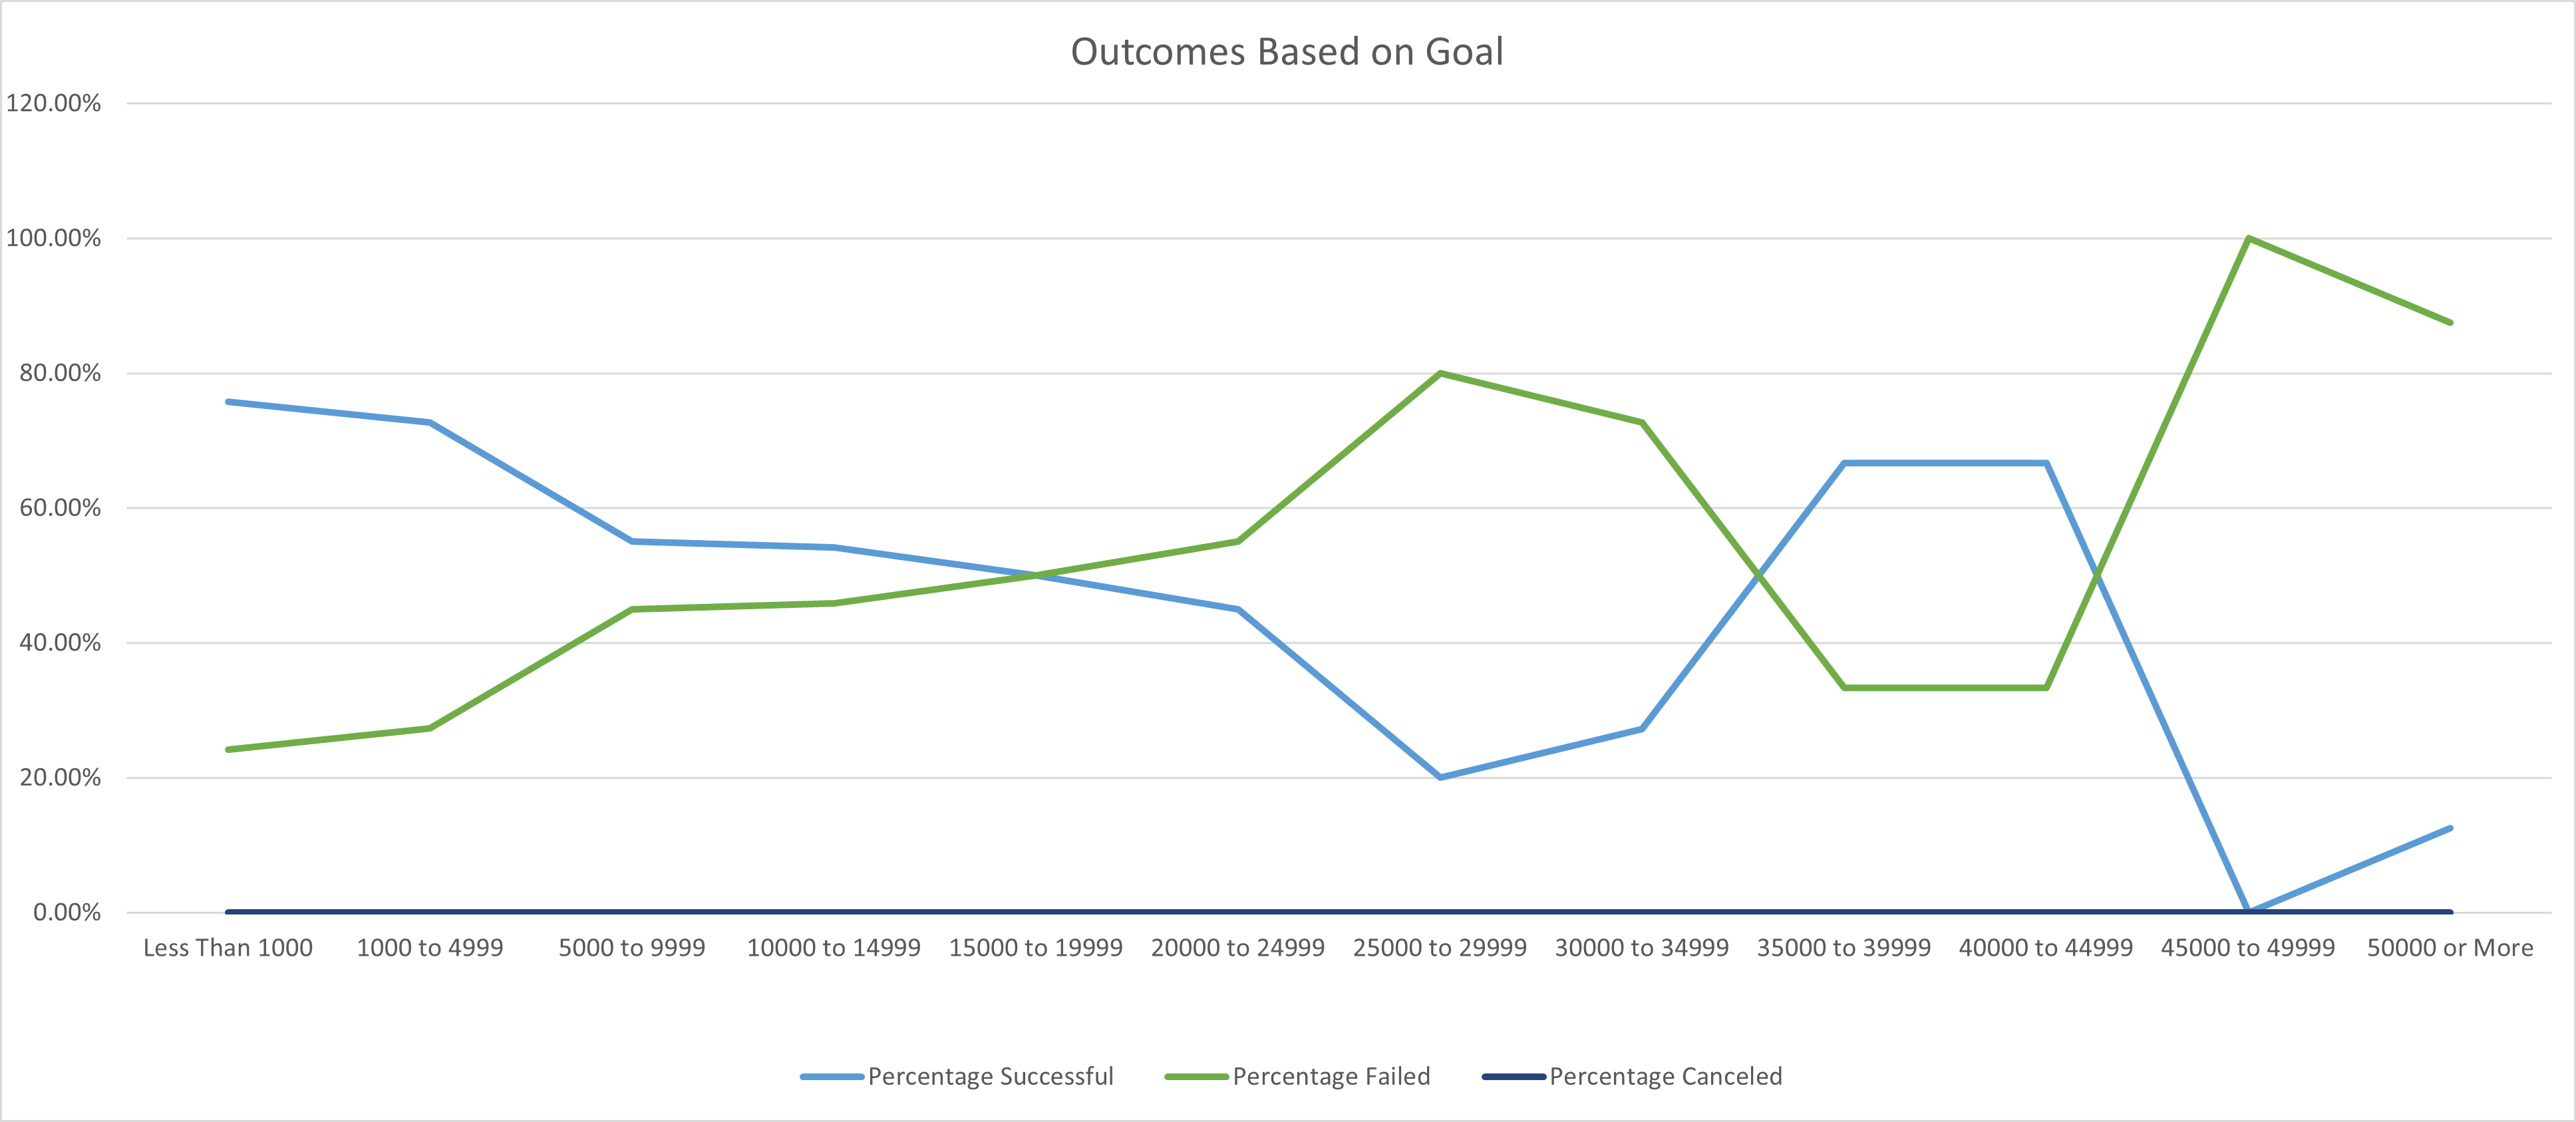 Outcomes Based on Goal
120.00%
100.00%
80.00%
60.00%
40.00%
20.00%
0.00%
Less Than 1000 1000 to 4999 5000 to 9999 10000 to 14999 15000 to 19999 20000 to 24999 25000 to 29999 30000 to 34999 35000 to 39999 40000 to 44999 45000 to 49999 50000 or More
Percentage Successful Percentage Failed Percentage Canceled